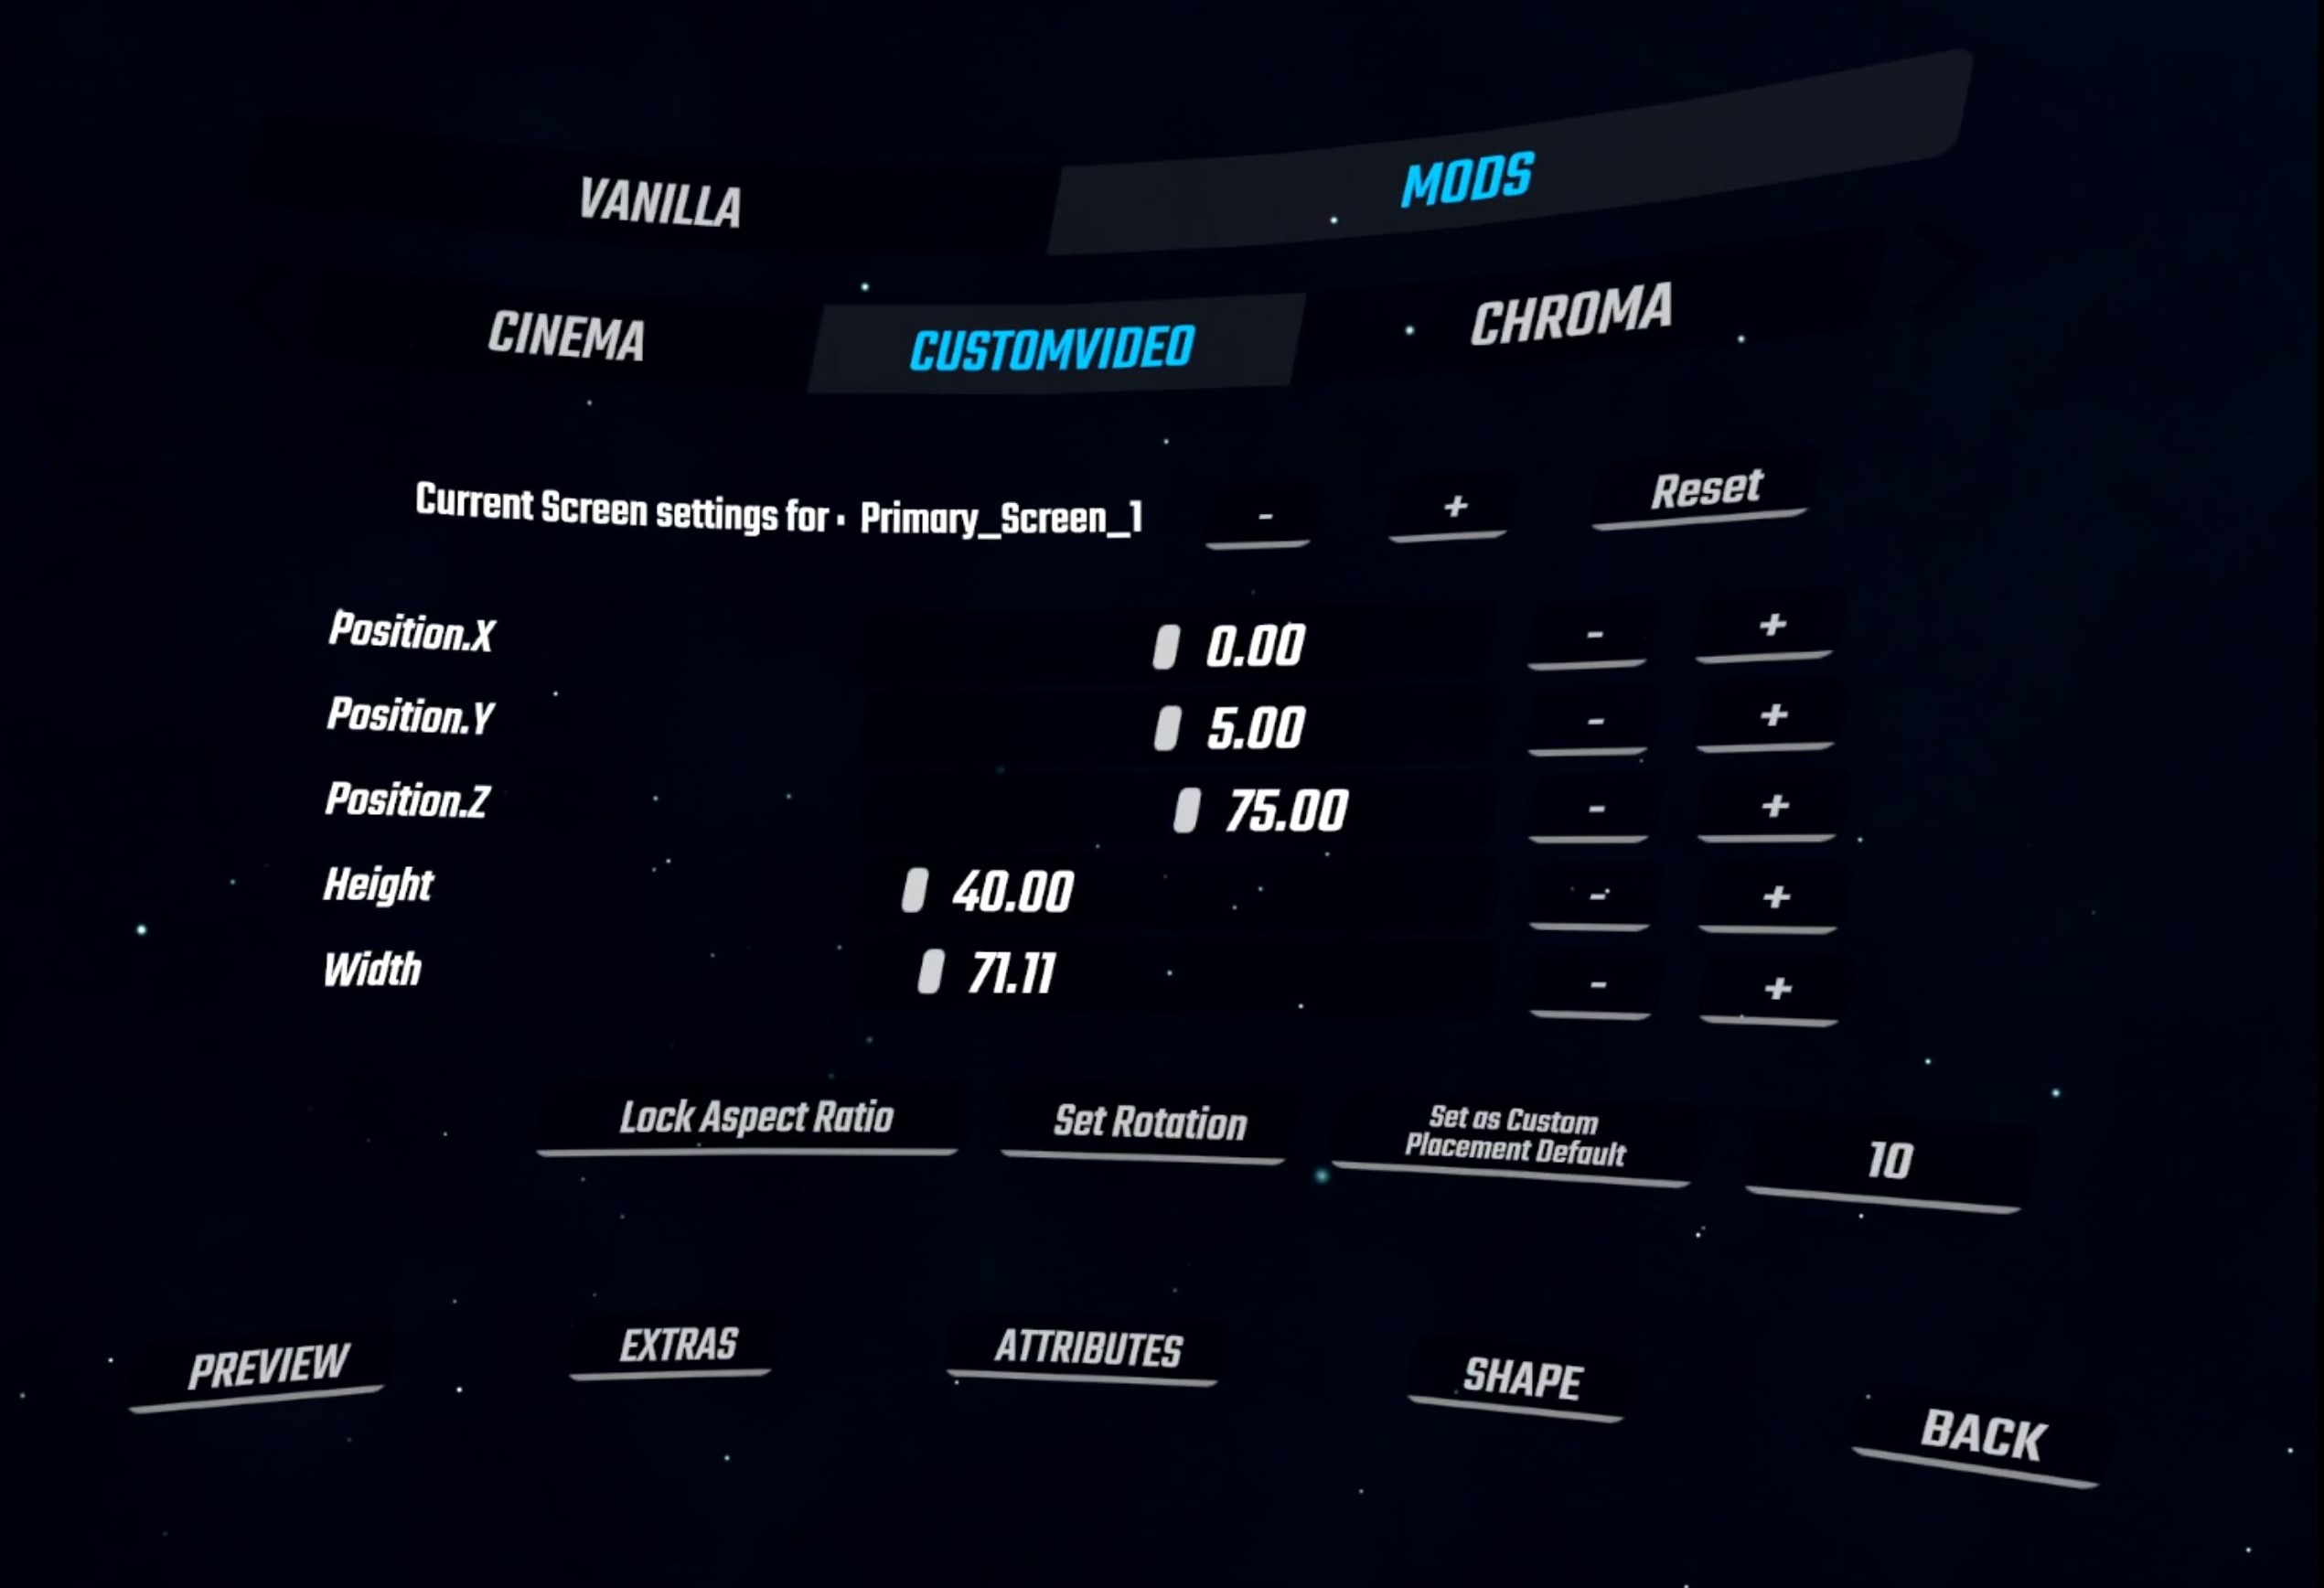 VANILLA MODS
CINEMA CUSTOMVIDEO CHROMA
Current Screen settings for · Primary_Screen_1 - + Reset
Position.X 0.00 - +
Position.Y 5.00 - +
Position.Z 75.00 - +
Height 40.00 - +
Width 71.11 - +
Lock Aspect Ratio Set Rotation Set as Custom
Placement Default 10
PREVIEW EXTRAS ATTRIBUTES SHAPE BACK